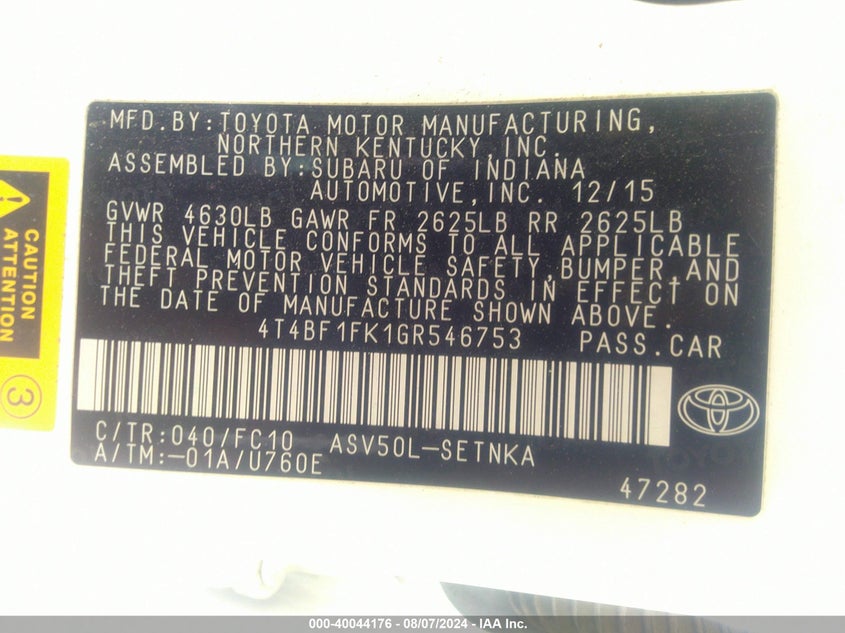 MFD.BY:TOYOTA MOTOR MANUFACTURING,
NORTHERN KENTUCKY,INC.
ASSEMBLED BY:SUBARU OF INDIANA
AUTOMOTIVE,INC. 12/15
GVWR 4630LB GAWR FR 2625LB RR 2625LB
THIS VEHICLE CONFORMS TO ALL APPLICABLE
FEDERAL MOTOR VEHICLE SAFETY,BUMPER,AND
THEFT PREVENTION STANDARDS IN EFFECT ON
THE DATE OF MANUFACTURE SHOWN ABOVE.
4T4BF1FK1GR546753 PASS.CAR
C/TR:040/FC10 ASV50L-SETNKA
A/TM:-01A/U760E
47282
CAUTION
ATTENTION
3
000-40044176 - 08/07/2024 - IAA Inc.